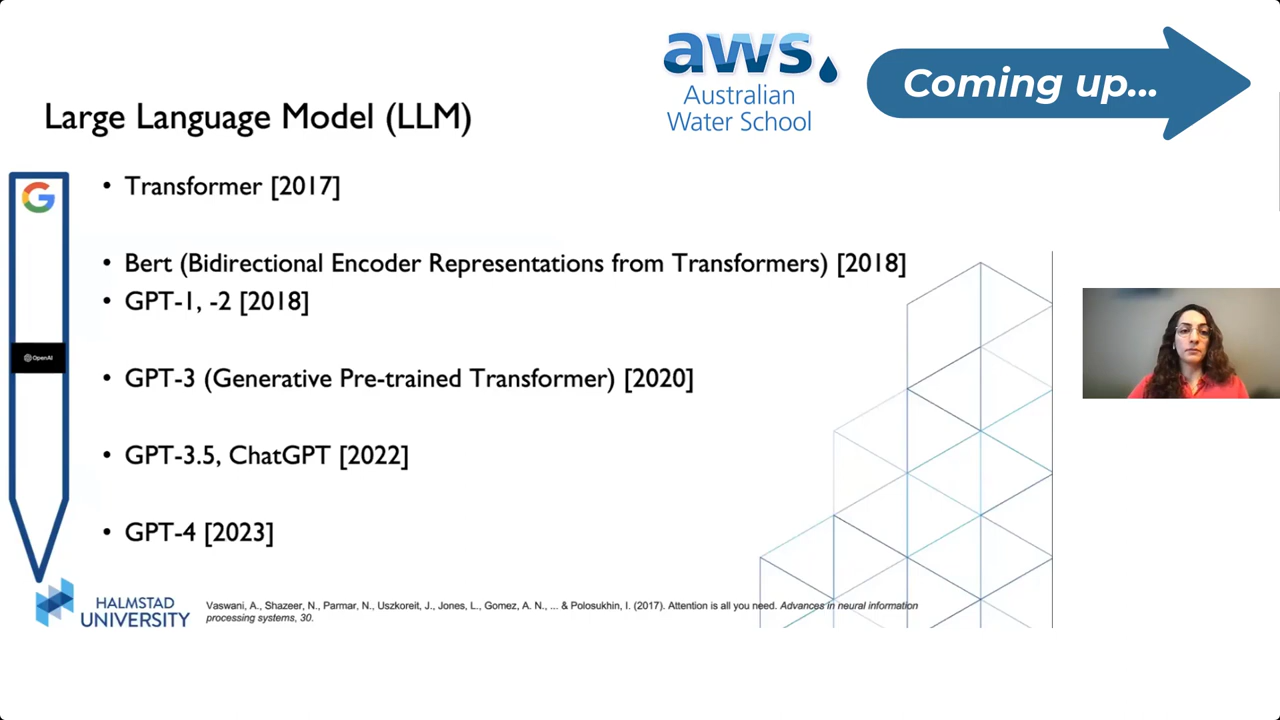 aws
Australian
Water School
Coming up...
Large Language Model (LLM)
G
• Transformer [2017]
• Bert (Bidirectional Encoder Representations from Transformers) [2018]
• GPT-1, -2 [2018]
OpenAI
• GPT-3 (Generative Pre-trained Transformer) [2020]
• GPT-3.5, ChatGPT [2022]
• GPT-4 [2023]
HALMSTAD
UNIVERSITY
Vaswani, A., Shazeer, N., Parmar, N., Uszkoreit, J., Jones, L., Gomez, A. N., ... & Polosukhin, I. (2017). Attention is all you need. Advances in neural information
processing systems, 30.